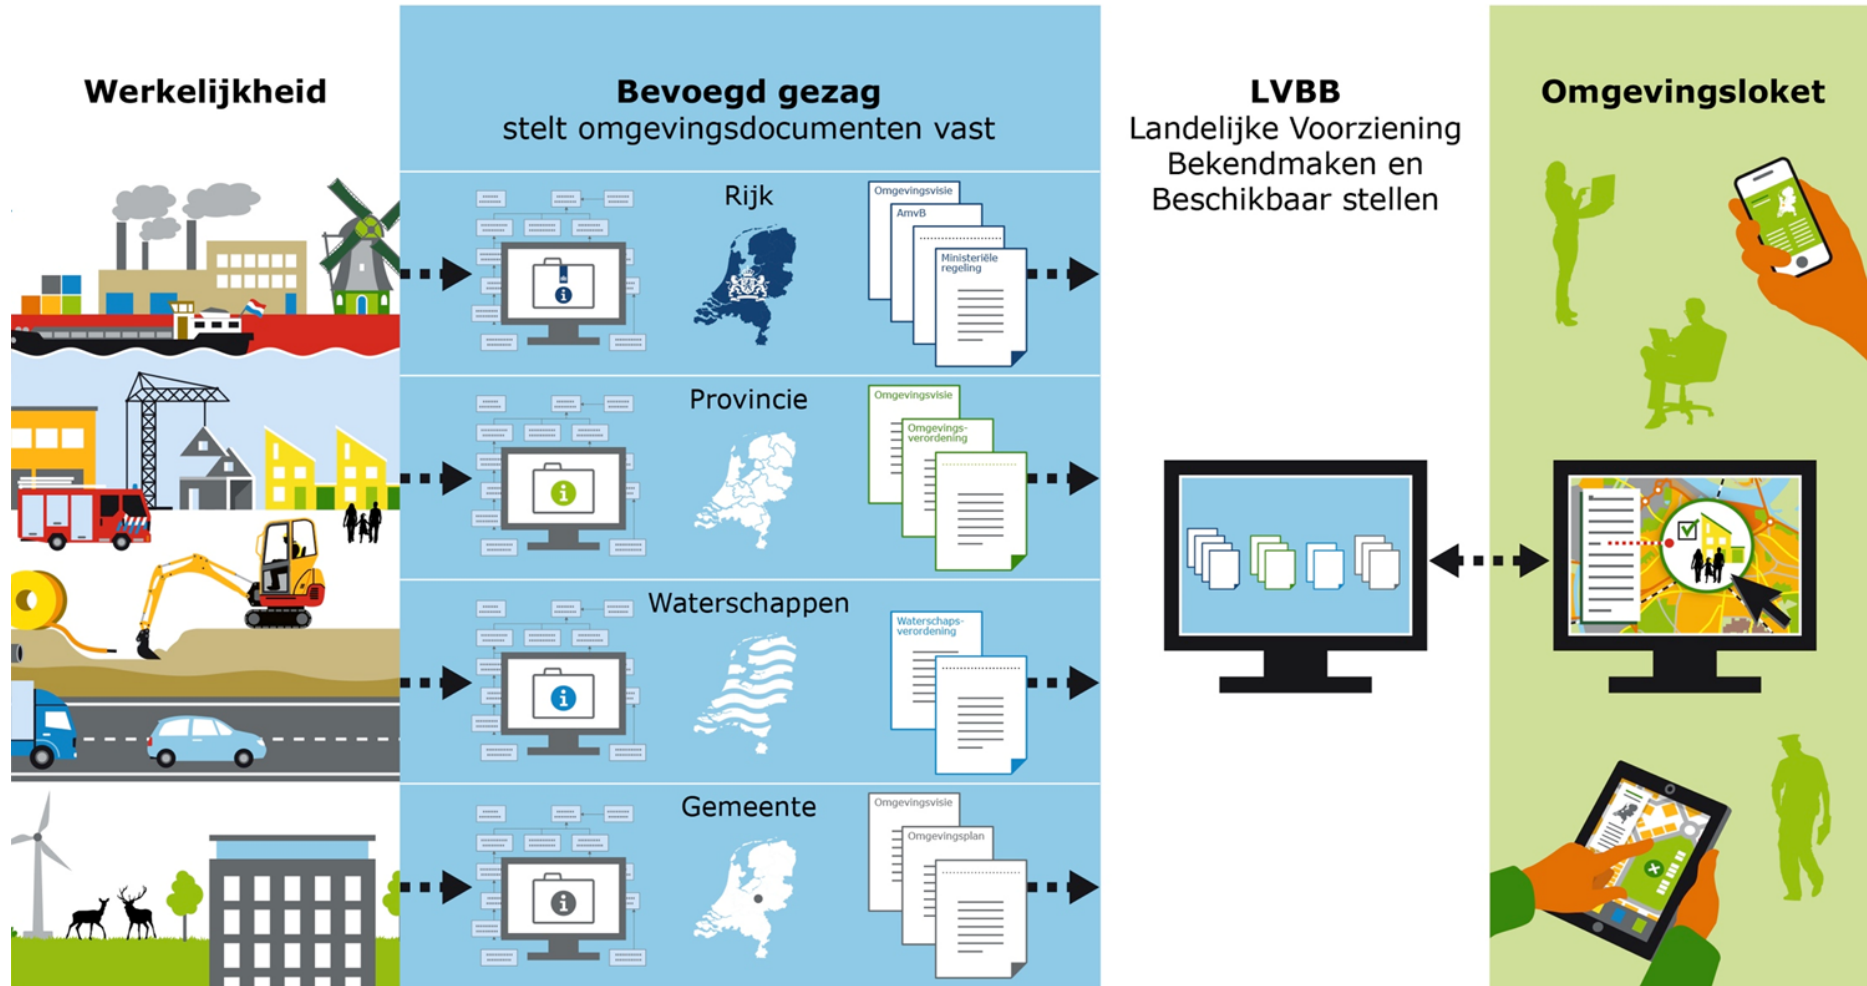 Werkelijkheid
Bevoegd gezag
stelt omgevingsdocumenten vast
LVBB
Landelijke Voorziening
Bekendmaken en
Beschikbaar stellen
Omgevingsloket
Rijk
Omgevingsvisie
AmvB
Ministeriële
regeling
Provincie
Omgevingsvisie
Omgevings-
verordening
Waterschappen
Waterschaps-
verordening
Gemeente
Omgevingsvisie
Omgevingsplan